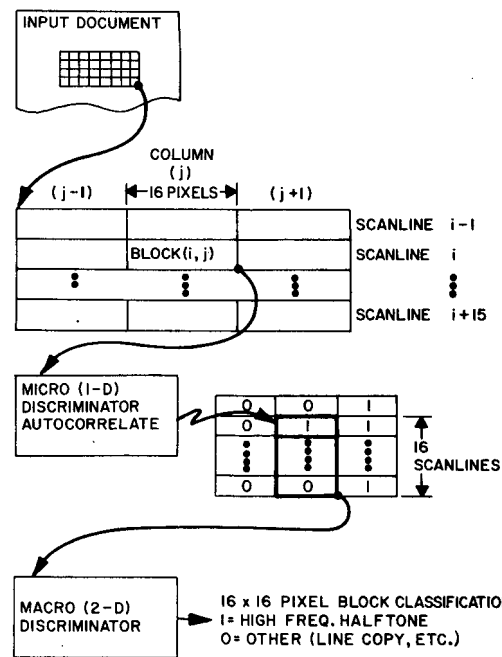 INPUT DOCUMENT
COLUMN
(j)
(j-1) 16 PIXELS (j+1)
SCANLINE i-1
BLOCK(i,j) SCANLINE i
SCANLINE i+15
MICRO (1-D)
DISCRIMINATOR
AUTOCORRELATE
0 0 1
0 1 1
16
SCANLINES
0 0 1
MACRO (2-D)
DISCRIMINATOR
16 x 16 PIXEL BLOCK CLASSIFICATIO
1= HIGH FREQ. HALFTONE
0= OTHER (LINE COPY, ETC.)